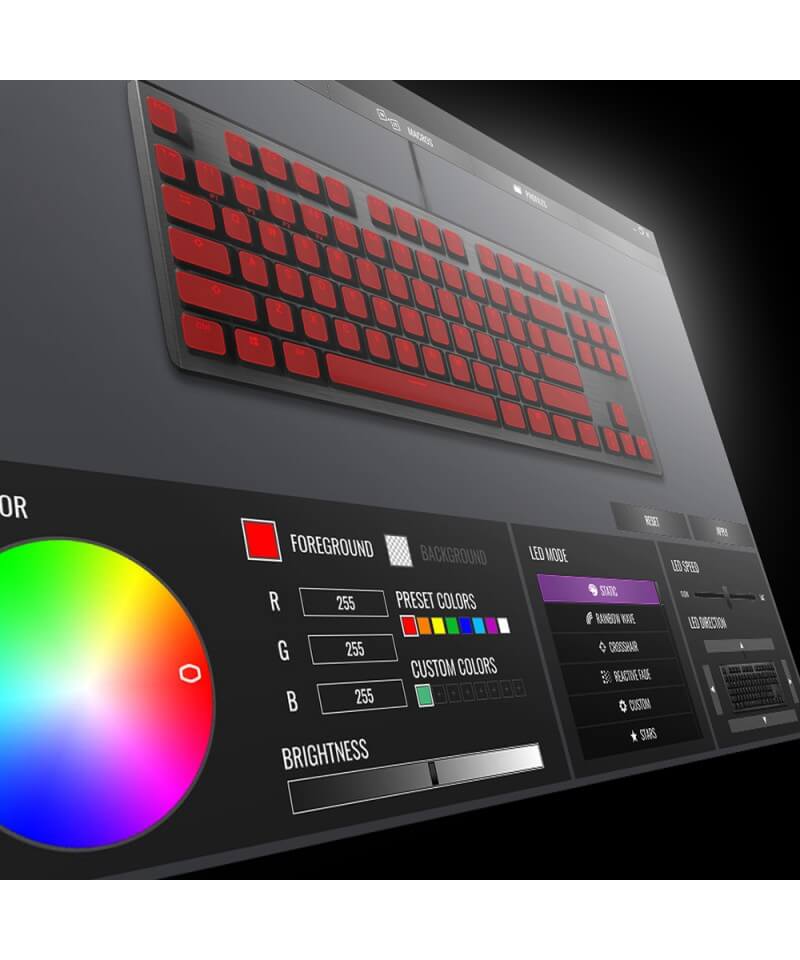 MACROS
PROFILES
OR
RESET
APPLY
FOREGROUND
BACKGROUND
R
255
G
255
B
255
PRESET COLORS
CUSTOM COLORS
BRIGHTNESS
LED MODE
STATIC
RAINBOW WAVE
CROSSHAIR
REACTIVE FADE
CUSTOM
STARS
LED SPEED
LED DIRECTION